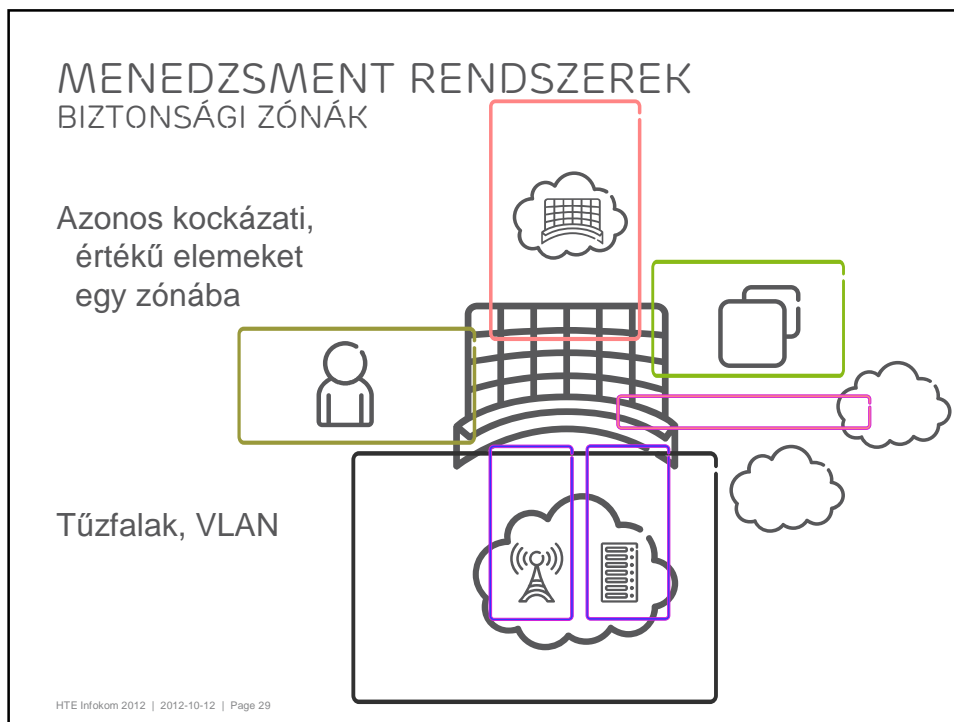 MENEDZSMENT RENDSZEREK
BIZTONSÁGI ZÓNÁK
Azonos kockázati,
értékű elemeket
egy zónába
Tűzfalak, VLAN
HTE Infokom 2012 | 2012-10-12 | Page 29